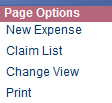 Page Options
New Expense
Claim List
Change View
Print